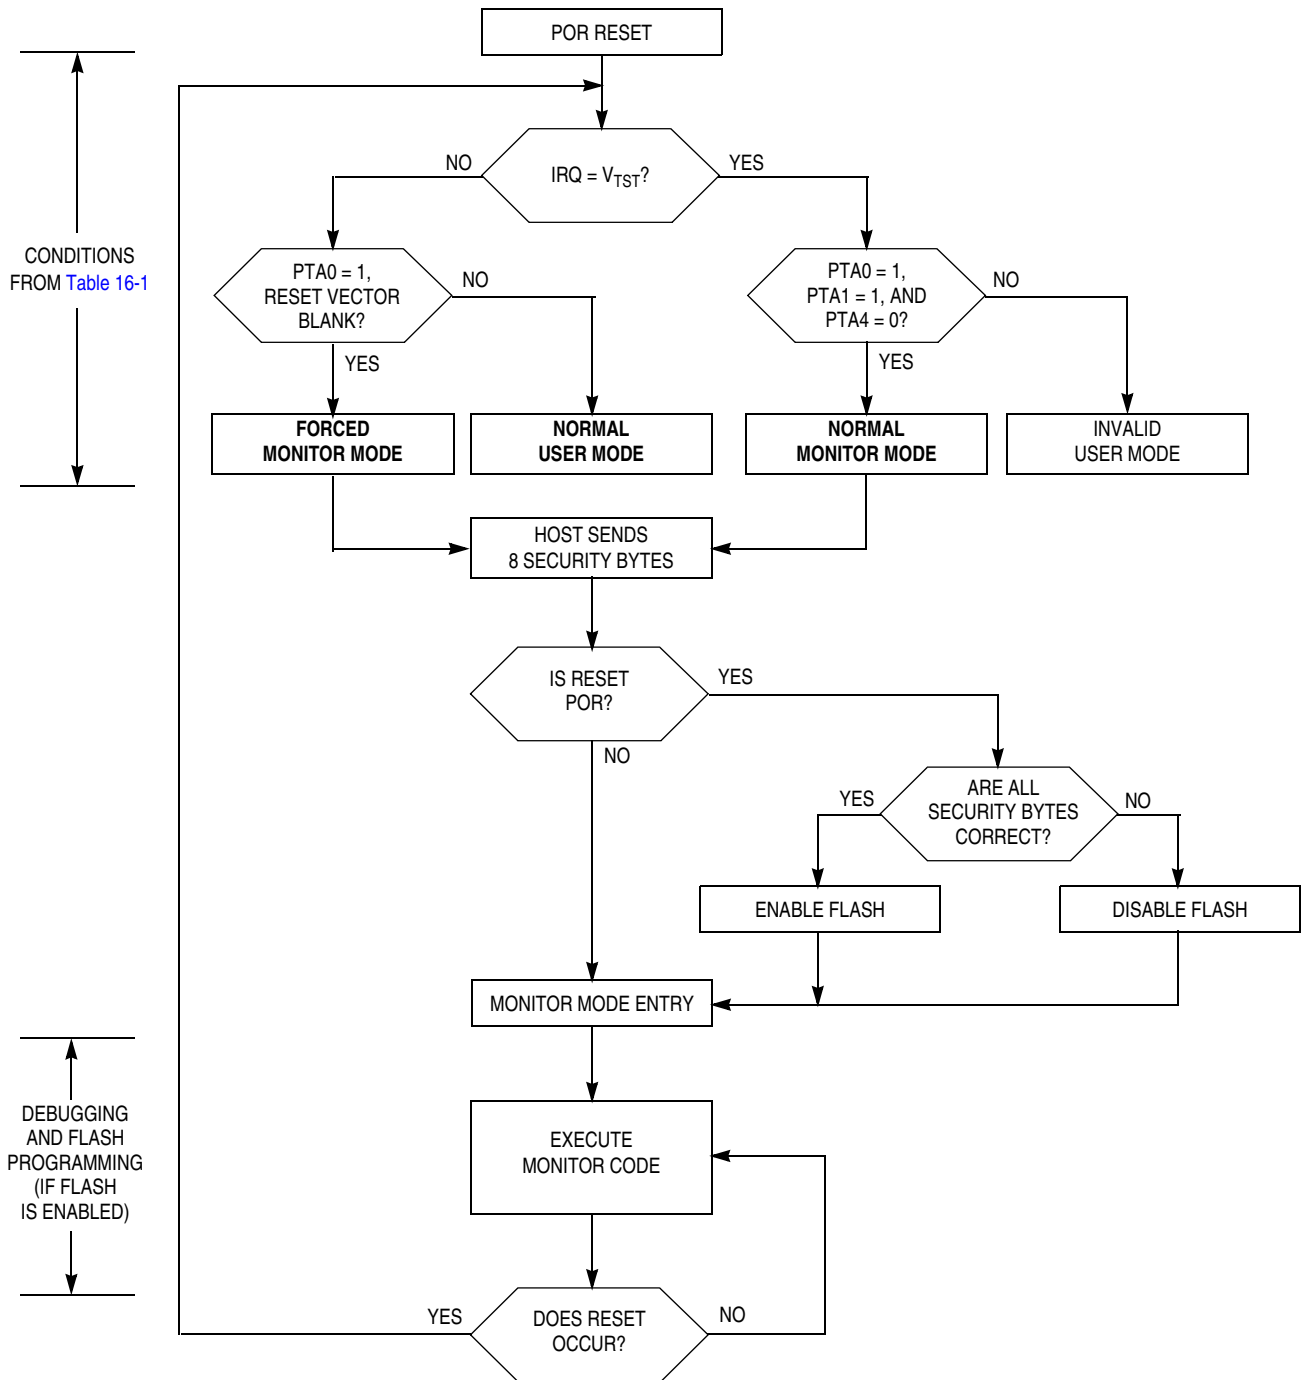 POR RESET
IRQ = VTST?
NO
YES
CONDITIONS
FROM Table 16-1
PTA0 = 1,
RESET VECTOR
BLANK?
NO
YES
PTA0 = 1,
PTA1 = 1, AND
PTA4 = 0?
NO
YES
FORCED
MONITOR MODE
NORMAL
USER MODE
NORMAL
MONITOR MODE
INVALID
USER MODE
HOST SENDS
8 SECURITY BYTES
IS RESET
POR?
YES
NO
ARE ALL
SECURITY BYTES
CORRECT?
YES
NO
ENABLE FLASH
DISABLE FLASH
MONITOR MODE ENTRY
DEBUGGING
AND FLASH
PROGRAMMING
(IF FLASH
IS ENABLED)
EXECUTE
MONITOR CODE
DOES RESET
OCCUR?
YES
NO